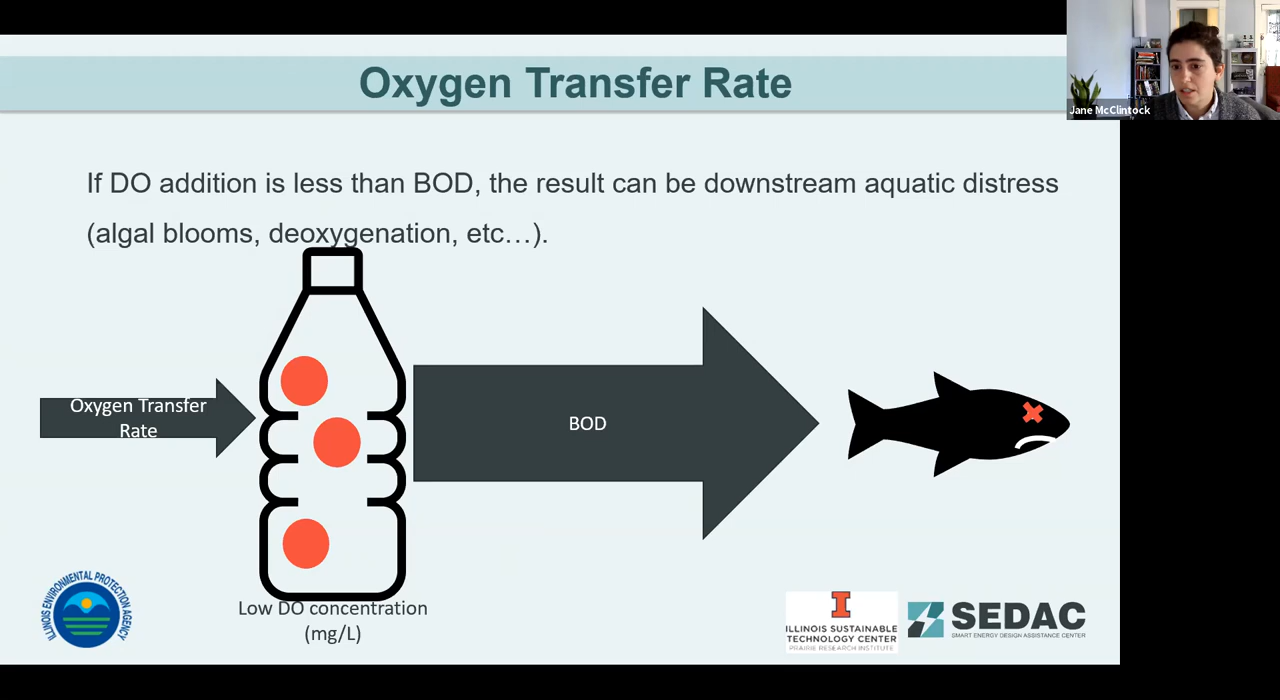 Oxygen Transfer Rate
Jane McClintock
If DO addition is less than BOD, the result can be downstream aquatic distress
(algal blooms, deoxygenation, etc…).
Oxygen Transfer
Rate
BOD
Low DO concentration
(mg/L)
ILLINOIS ENVIRONMENTAL PROTECTION AGENCY
I
ILLINOIS SUSTAINABLE
TECHNOLOGY CENTER
PRAIRIE RESEARCH INSTITUTE
SEDAC
SMART ENERGY DESIGN ASSISTANCE CENTER